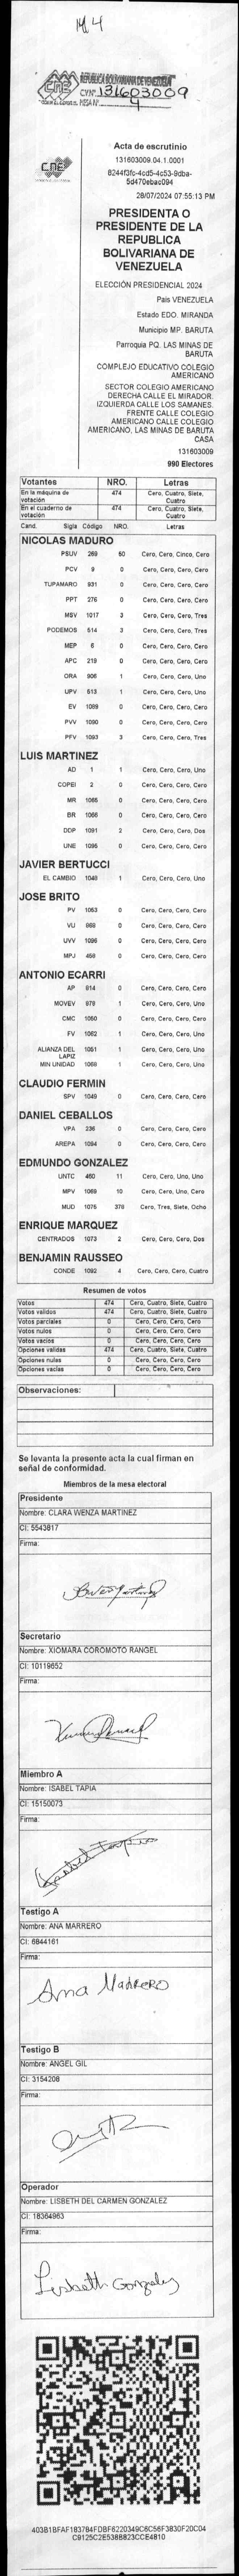 M. 4
REPUBLICA BOLIVARIANA DE VENEZUELA
CNE
C.V.N° 131603009
MESA N° 4
CNE
Acta de escrutinio
131603009.04.1.0001
8244f3fc-4cd5-4c53-9dba-
5d470ebac094
28/07/2024 07:55:13 PM
PRESIDENTA O
PRESIDENTE DE LA
REPUBLICA
BOLIVARIANA DE
VENEZUELA
ELECCIÓN PRESIDENCIAL 2024
País VENEZUELA
Estado EDO. MIRANDA
Municipio MP. BARUTA
Parroquia PQ. LAS MINAS DE
BARUTA
COMPLEJO EDUCATIVO COLEGIO
AMERICANO
SECTOR COLEGIO AMERICANO
DERECHA CALLE EL MIRADOR.
IZQUIERDA CALLE LOS SAMANES.
FRENTE CALLE COLEGIO
AMERICANO CALLE COLEGIO
AMERICANO, LAS MINAS DE BARUTA
CASA
131603009
990 Electores
Votantes NRO. Letras
En la máquina de votación 474 Cero, Cuatro, Siete, Cuatro
En el cuaderno de votación 474 Cero, Cuatro, Siete, Cuatro
Cand. Sigla Código NRO. Letras
NICOLAS MADURO
PSUV 269 50 Cero, Cero, Cinco, Cero
PCV 9 0 Cero, Cero, Cero, Cero
TUPAMARO 931 0 Cero, Cero, Cero, Cero
PPT 276 0 Cero, Cero, Cero, Cero
MSV 1017 3 Cero, Cero, Cero, Tres
PODEMOS 514 3 Cero, Cero, Cero, Tres
MEP 6 0 Cero, Cero, Cero, Cero
APC 219 0 Cero, Cero, Cero, Cero
ORA 906 1 Cero, Cero, Cero, Uno
UPV 513 1 Cero, Cero, Cero, Uno
EV 1089 0 Cero, Cero, Cero, Cero
PVV 1090 0 Cero, Cero, Cero, Cero
PFV 1093 3 Cero, Cero, Cero, Tres
LUIS MARTINEZ
AD 1 1 Cero, Cero, Cero, Uno
COPEI 2 0 Cero, Cero, Cero, Cero
MR 1065 0 Cero, Cero, Cero, Cero
BR 1066 0 Cero, Cero, Cero, Cero
DDP 1091 2 Cero, Cero, Cero, Dos
UNE 1095 0 Cero, Cero, Cero, Cero
JAVIER BERTUCCI
EL CAMBIO 1048 1 Cero, Cero, Cero, Uno
JOSE BRITO
PV 1053 0 Cero, Cero, Cero, Cero
VU 969 0 Cero, Cero, Cero, Cero
UVV 1096 0 Cero, Cero, Cero, Cero
MPJ 458 0 Cero, Cero, Cero, Cero
ANTONIO ECARRI
AP 914 0 Cero, Cero, Cero, Cero
MOVEV 979 1 Cero, Cero, Cero, Uno
CMC 1050 0 Cero, Cero, Cero, Cero
FV 1062 1 Cero, Cero, Cero, Uno
ALIANZA DEL LAPIZ 1051 1 Cero, Cero, Cero, Uno
MIN UNIDAD 1069 1 Cero, Cero, Cero, Uno
CLAUDIO FERMIN
SPV 1049 0 Cero, Cero, Cero, Cero
DANIEL CEBALLOS
VPA 236 0 Cero, Cero, Cero, Cero
AREPA 1094 0 Cero, Cero, Cero, Cero
EDMUNDO GONZALEZ
UNTC 460 11 Cero, Cero, Uno, Uno
MPV 1069 10 Cero, Cero, Uno, Cero
MUD 1075 378 Cero, Tres, Siete, Ocho
ENRIQUE MARQUEZ
CENTRADOS 1073 2 Cero, Cero, Cero, Dos
BENJAMIN RAUSSEO
CONDE 1092 4 Cero, Cero, Cero, Cuatro
Resumen de votos
Votos 474 Cero, Cuatro, Siete, Cuatro
Votos validos 474 Cero, Cuatro, Siete, Cuatro
Votos parciales 0 Cero, Cero, Cero, Cero
Votos nulos 0 Cero, Cero, Cero, Cero
Votos vacios 0 Cero, Cero, Cero, Cero
Opciones validas 474 Cero, Cuatro, Siete, Cuatro
Opciones nulas 0 Cero, Cero, Cero, Cero
Opciones vacias 0 Cero, Cero, Cero, Cero
Observaciones:
Se levanta la presente acta la cual firman en
señal de conformidad.
Miembros de la mesa electoral
Presidente
Nombre: CLARA WENZA MARTINEZ
CI: 5543817
Firma:
Secretario
Nombre: XIOMARA COROMOTO RANGEL
CI: 10119652
Firma:
Miembro A
Nombre: ISABEL TAPIA
CI: 15150073
Firma:
Isabel Tapia
Testigo A
Nombre: ANA MARRERO
CI: 6844161
Firma:
Ana Marrero
Testigo B
Nombre: ANGEL GIL
CI: 3154208
Firma:
Operador
Nombre: LISBETH DEL CARMEN GONZALEZ
CI: 18364963
Firma:
Lisbeth Gonzalez
403B1BFAF183784FDBF6220349C8C56F3830F20C04
C9125C2E538B823CCE4810